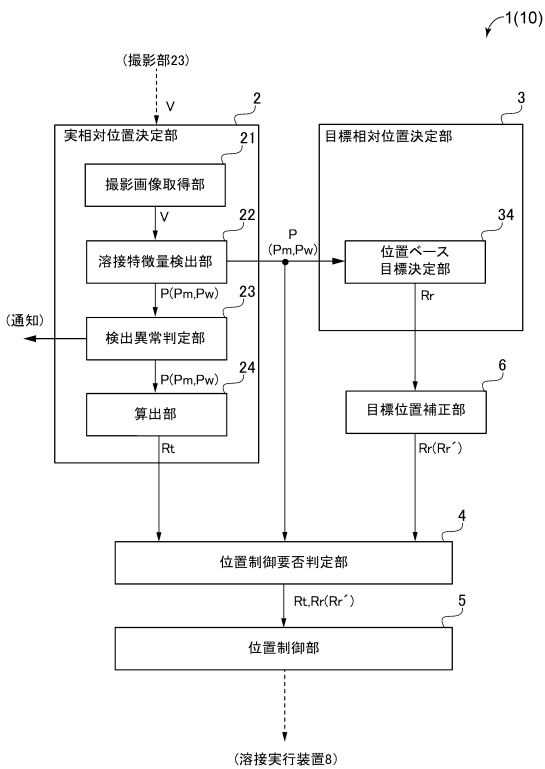 1(10)
(撮影部23)
V
2
3
実相対位置決定部
目標相対位置決定部
21
撮影画像取得部
V
22
溶接特徴量検出部
P
(Pm,Pw)
34
位置ベース
目標決定部
P(Pm,Pw)
Rr
23
(通知)
検出異常判定部
P(Pm,Pw)
24
算出部
6
目標位置補正部
Rt
Rr(Rr´)
4
位置制御要否判定部
Rt,Rr(Rr´)
5
位置制御部
(溶接実行装置8)